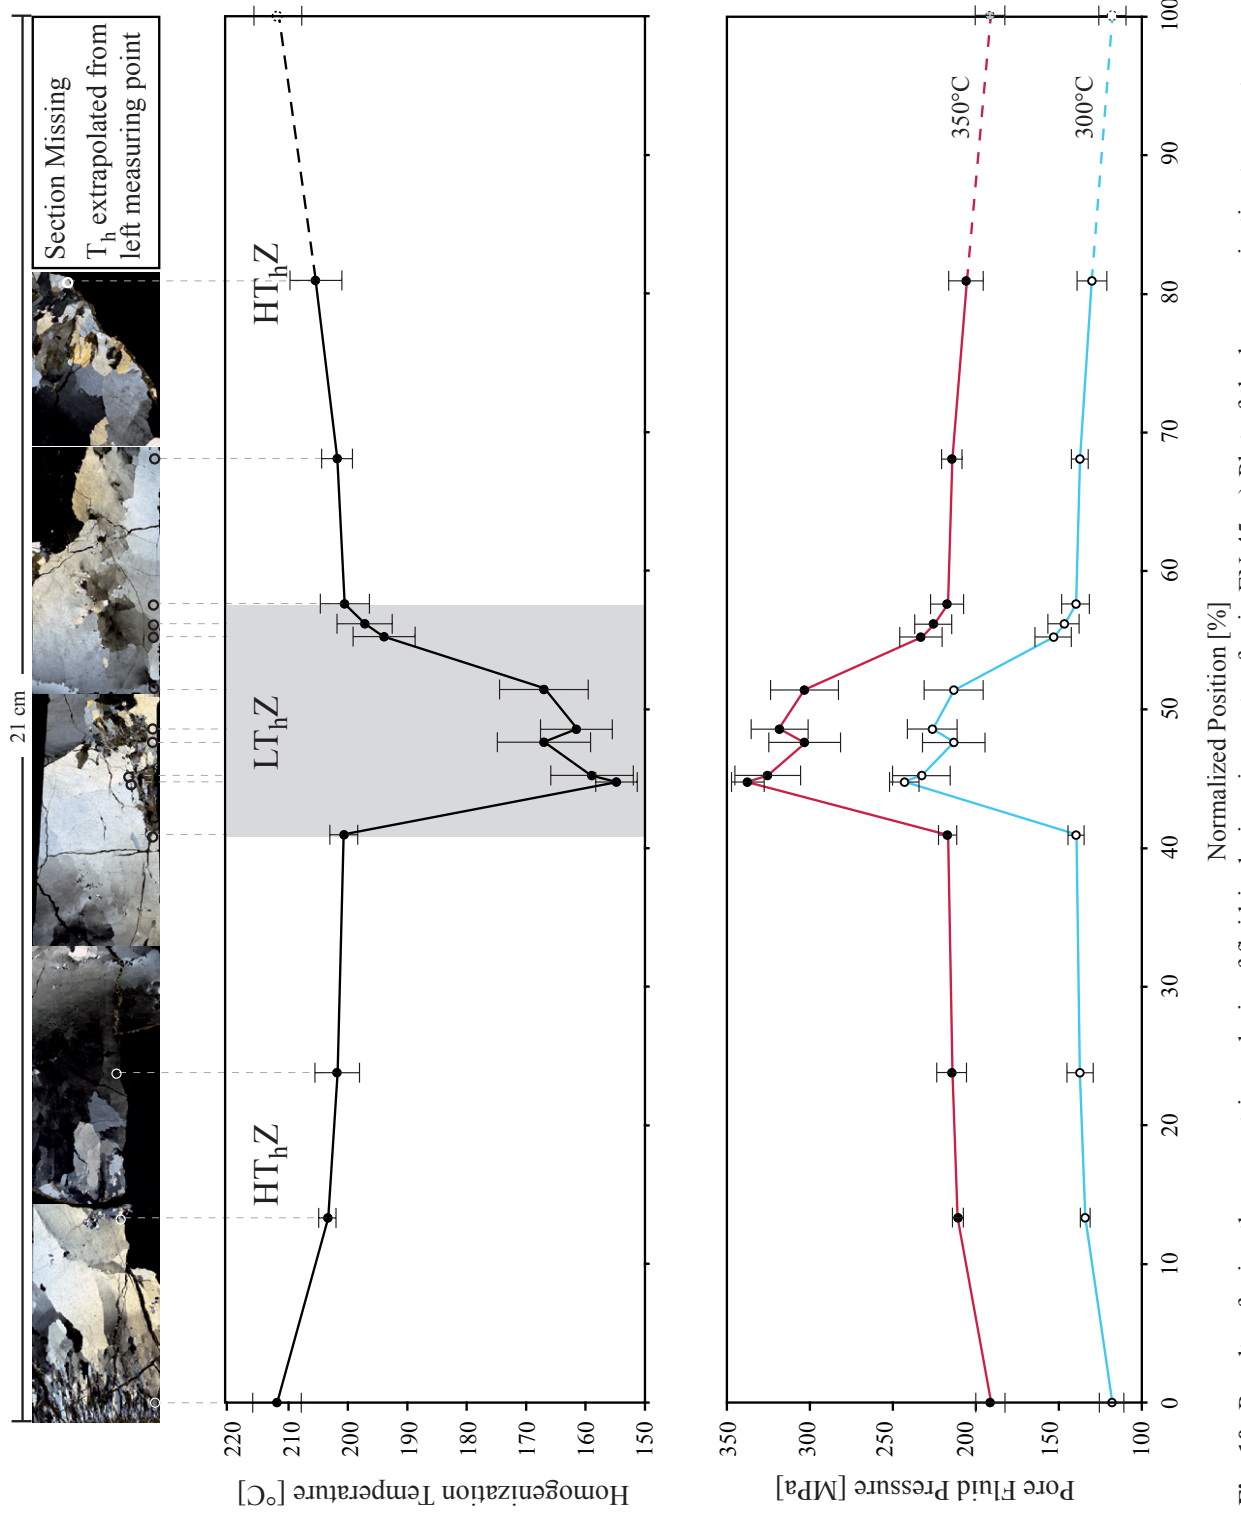 21 cm
Section Missing
Th extrapolated from
left measuring point
HThZ
LThZ
HThZ
220
210
200
190
180
170
160
150
Homogenization Temperature [°C]
350°C
300°C
350
300
250
200
150
100
Pore Fluid Pressure [MPa]
0
10
20
30
40
50
60
70
80
90
100
Normalized Position [%]